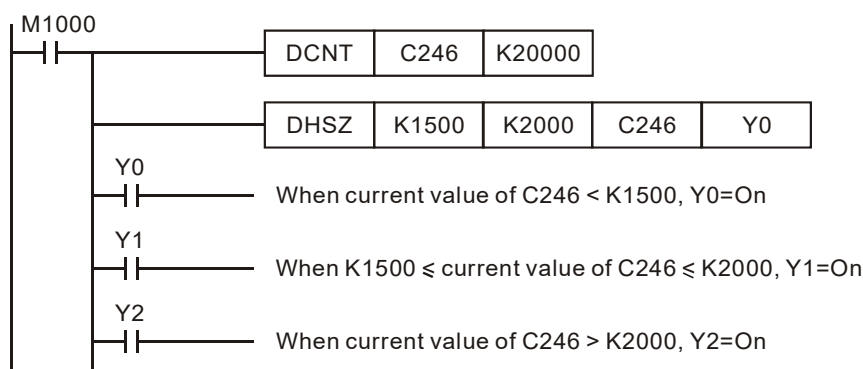 M1000
DCNT C246 K20000
DHSZ K1500 K2000 C246 Y0
Y0
When current value of C246 < K1500, Y0=On
Y1
When K1500 ⩽ current value of C246 ⩽ K2000, Y1=On
Y2
When current value of C246 > K2000, Y2=On